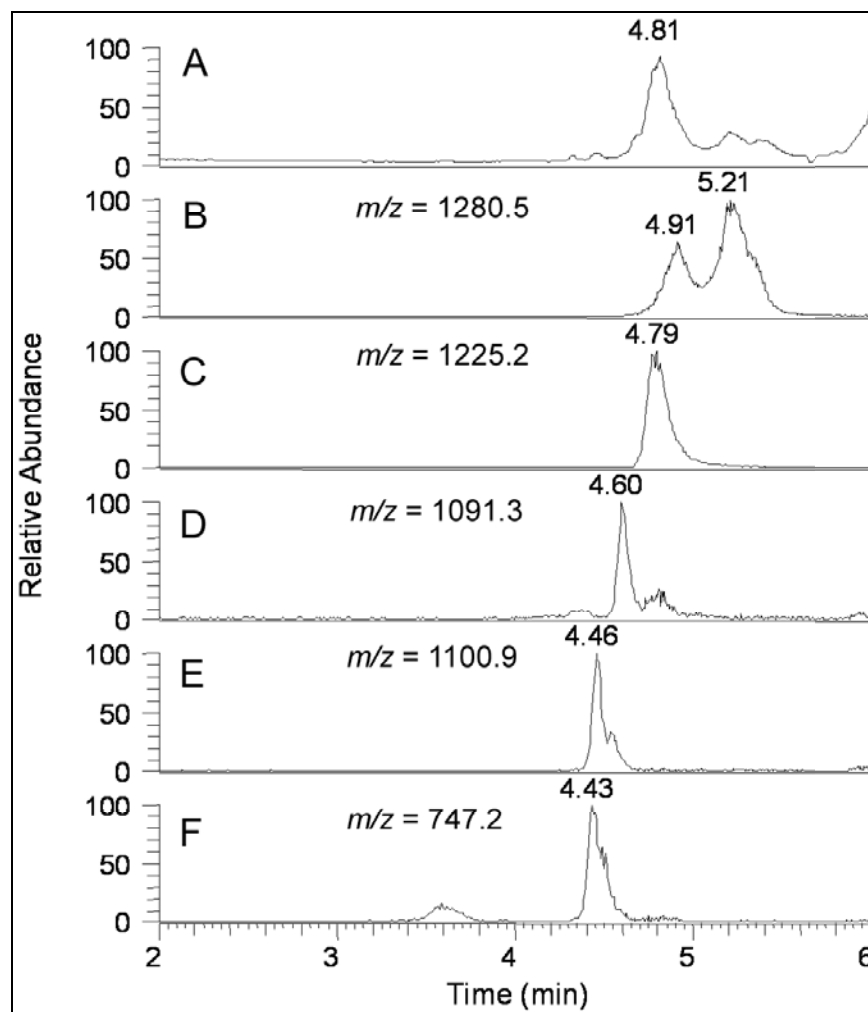 4.81
100
A
50
0
5.21
100
m/z = 1280.5
4.91
B
50
0
4.79
100
m/z = 1225.2
C
50
0
4.60
100
m/z = 1091.3
D
50
0
4.46
100
m/z = 1100.9
E
50
0
4.43
100
m/z = 747.2
F
50
0
2 3 4 5 6
Time (min)
Relative Abundance